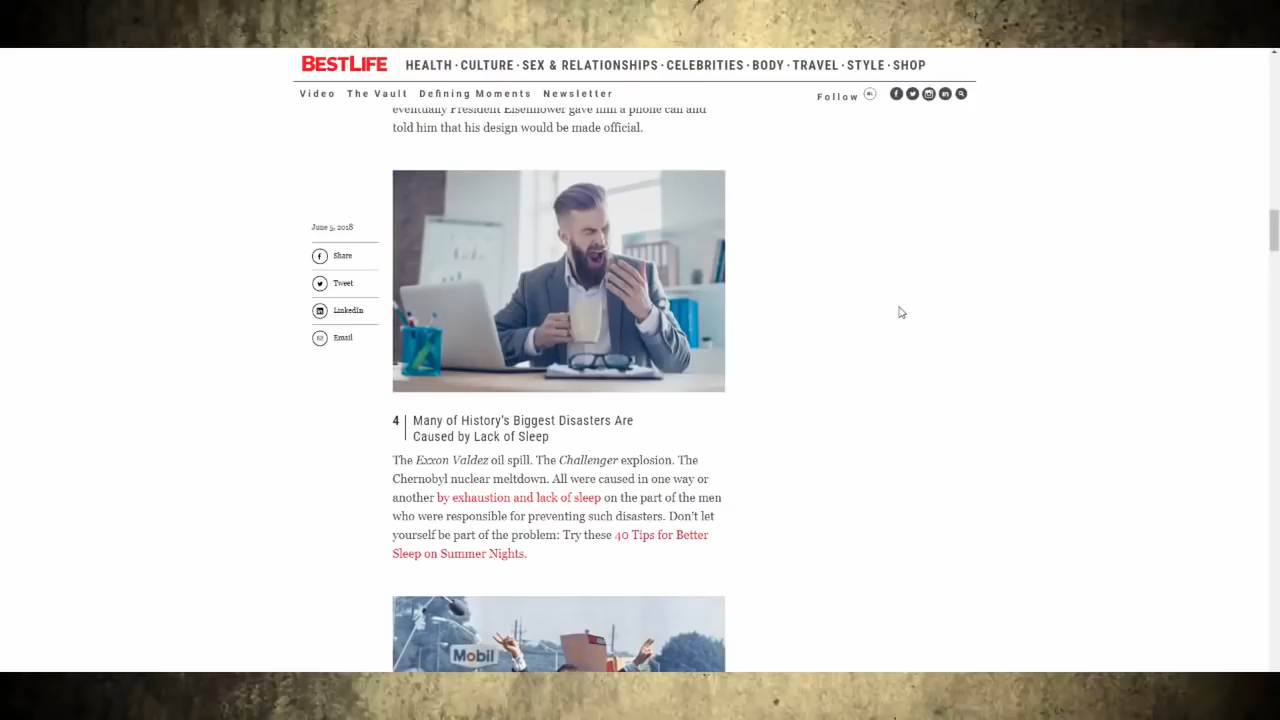 BESTLIFE
HEALTH · CULTURE · SEX & RELATIONSHIPS · CELEBRITIES · BODY · TRAVEL · STYLE · SHOP
Video The Vault Defining Moments Newsletter
Follow BL
eventually President Eisenhower gave him a phone call and
told him that his design would be made official.
June 5, 2018
Share
Tweet
LinkedIn
Email
4 | Many of History's Biggest Disasters Are
Caused by Lack of Sleep
The Exxon Valdez oil spill. The Challenger explosion. The
Chernobyl nuclear meltdown. All were caused in one way or
another by exhaustion and lack of sleep on the part of the men
who were responsible for preventing such disasters. Don't let
yourself be part of the problem: Try these 40 Tips for Better
Sleep on Summer Nights.
Mobil